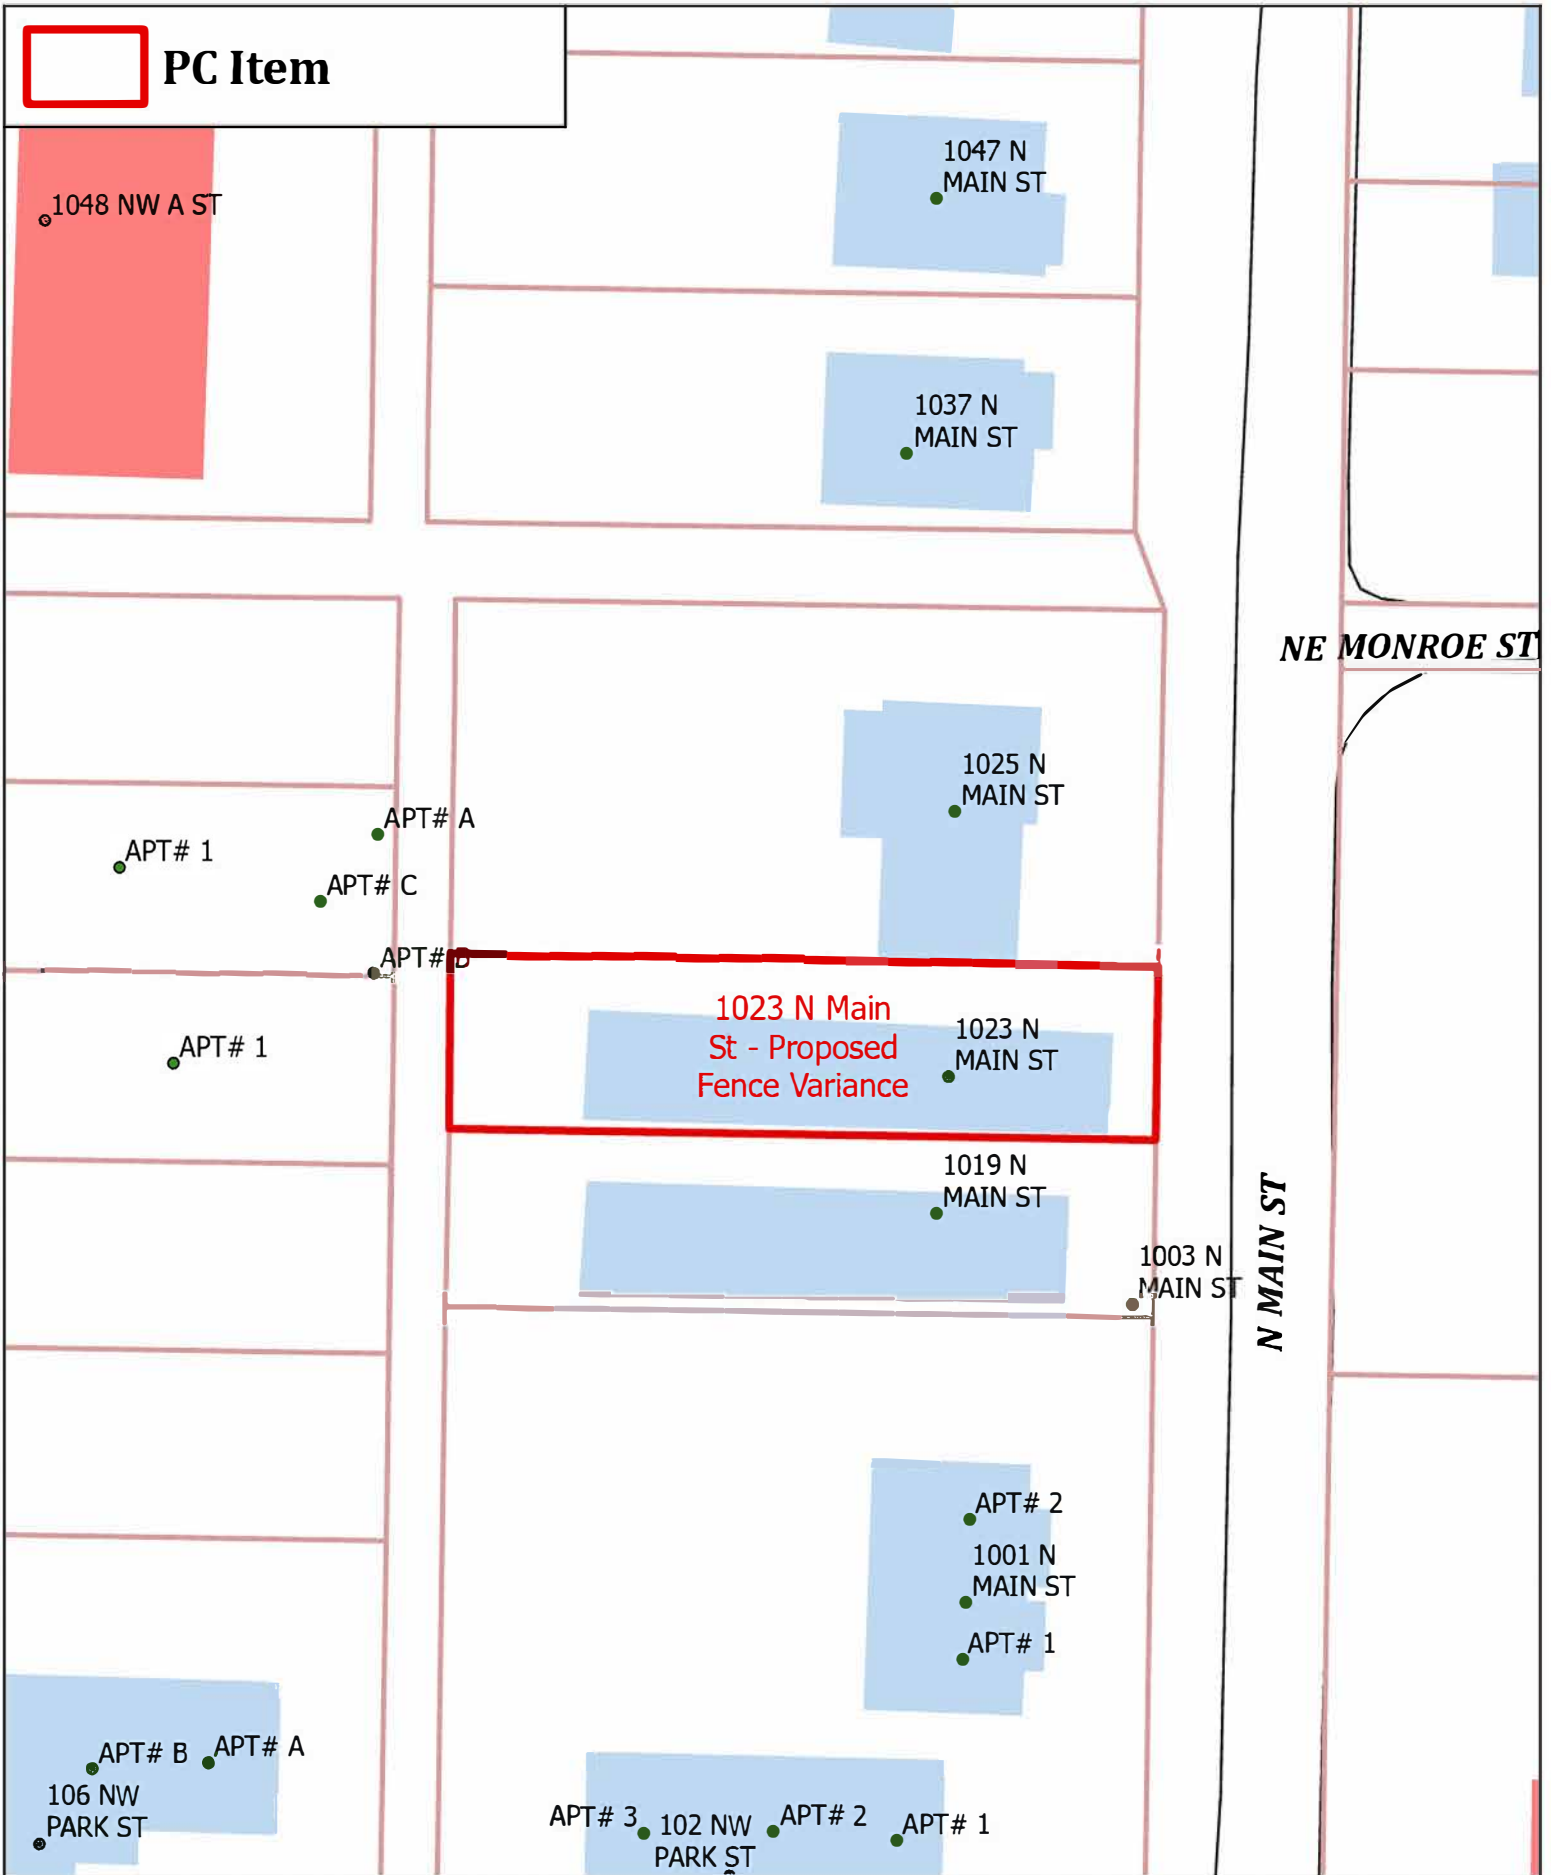 PC Item
1047 N
MAIN ST
1048 NW A ST
1037 N
MAIN ST
NE MONROE ST
1025 N
MAIN ST
APT# A
APT# 1
APT# C
APT# B
1023 N Main
St - Proposed
Fence Variance
1023 N
MAIN ST
APT# 1
1019 N
MAIN ST
N MAIN ST
1003 N
MAIN ST
APT# 2
1001 N
MAIN ST
APT# 1
APT# B
APT# A
106 NW
PARK ST
APT# 3
102 NW
PARK ST
APT# 2
APT# 1